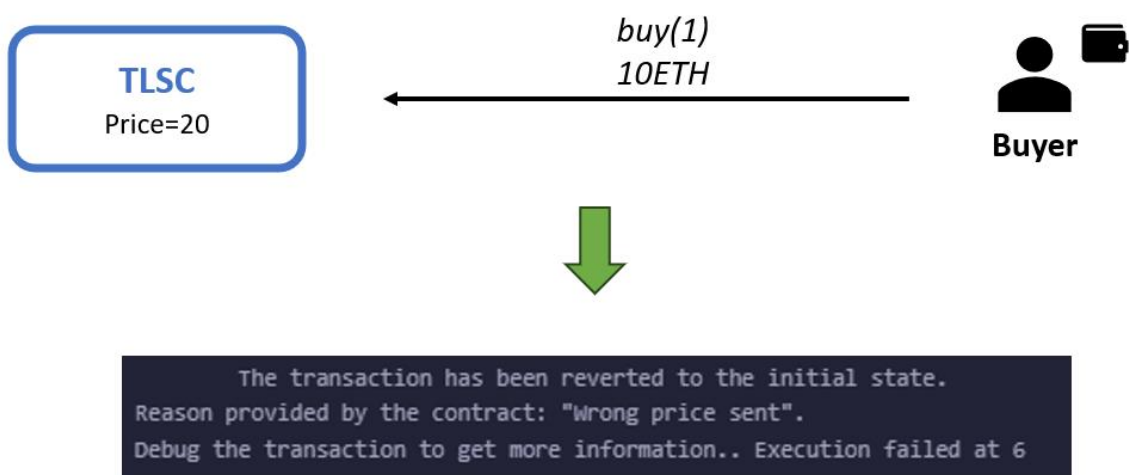 TLSC
Price=20
buy(1)
10ETH
Buyer
The transaction has been reverted to the initial state.
Reason provided by the contract: "Wrong price sent".
Debug the transaction to get more information.. Execution failed at 6